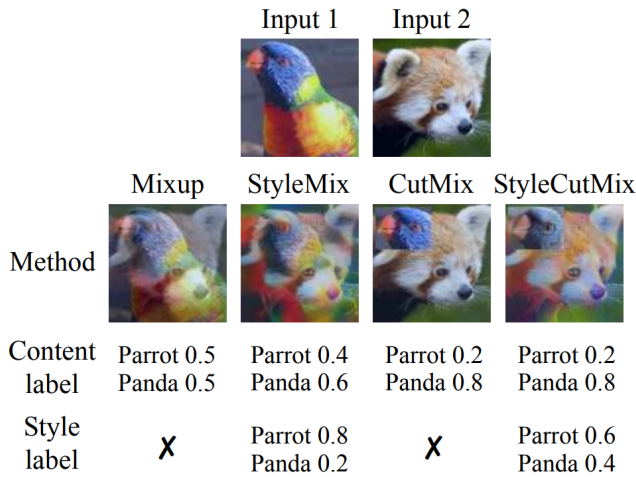 Input 1 Input 2
Mixup StyleMix CutMix StyleCutMix
Method
Content label
Parrot 0.5 Parrot 0.4 Parrot 0.2 Parrot 0.2
Panda 0.5 Panda 0.6 Panda 0.8 Panda 0.8
Style label
✗ Parrot 0.8 ✗ Parrot 0.6
Panda 0.2 Panda 0.4